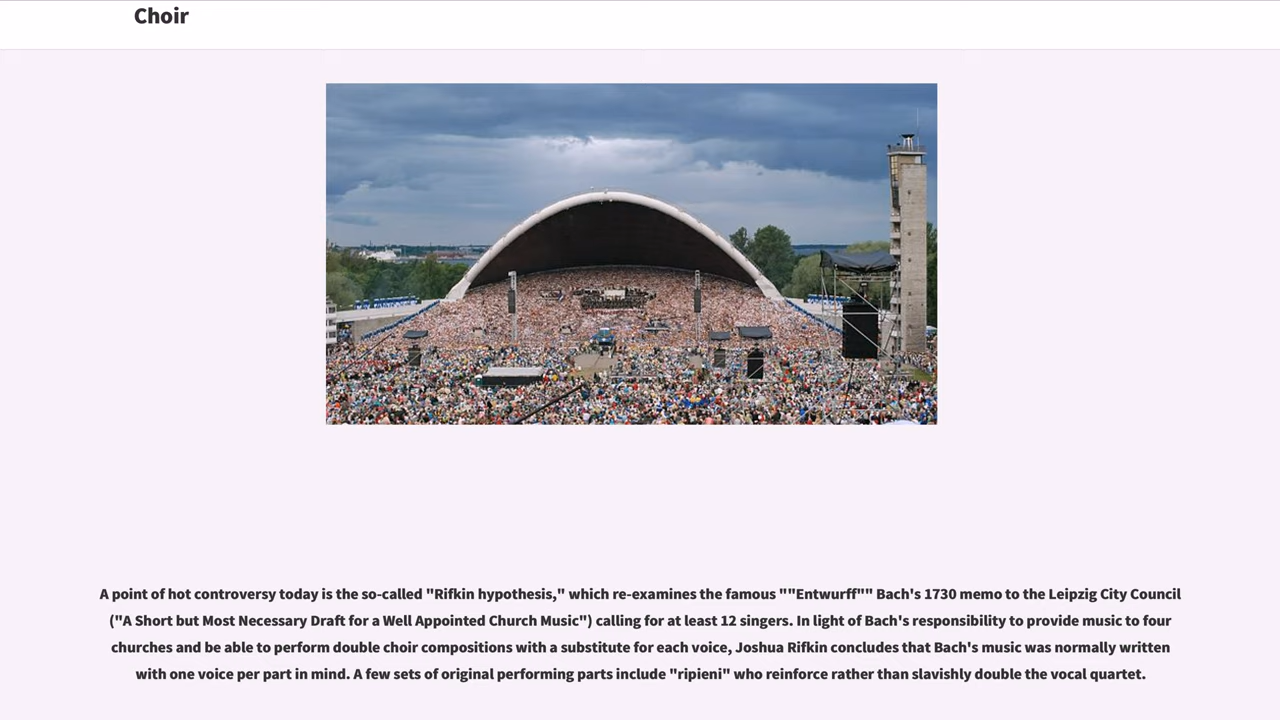 Choir
A point of hot controversy today is the so-called "Rifkin hypothesis," which re-examines the famous ""Entwurff"" Bach's 1730 memo to the Leipzig City Council
("A Short but Most Necessary Draft for a Well Appointed Church Music") calling for at least 12 singers. In light of Bach's responsibility to provide music to four
churches and be able to perform double choir compositions with a substitute for each voice, Joshua Rifkin concludes that Bach's music was normally written
with one voice per part in mind. A few sets of original performing parts include "ripieni" who reinforce rather than slavishly double the vocal quartet.